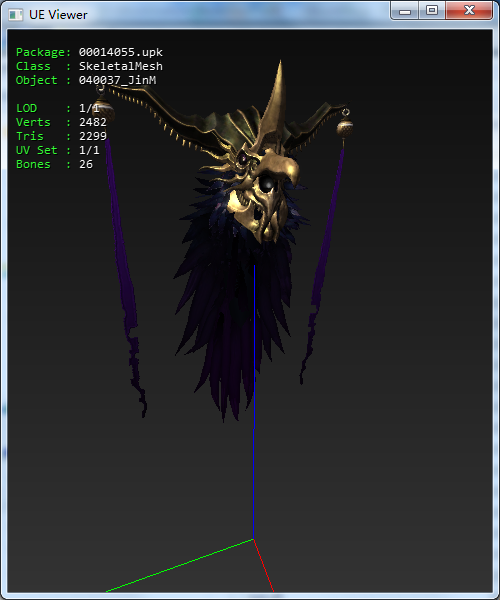 UE Viewer
Package: 00014055.upk
Class  : SkeletalMesh
Object : 040037_JinM
LOD    : 1/1
Verts  : 2482
Tris   : 2299
UV Set : 1/1
Bones  : 26